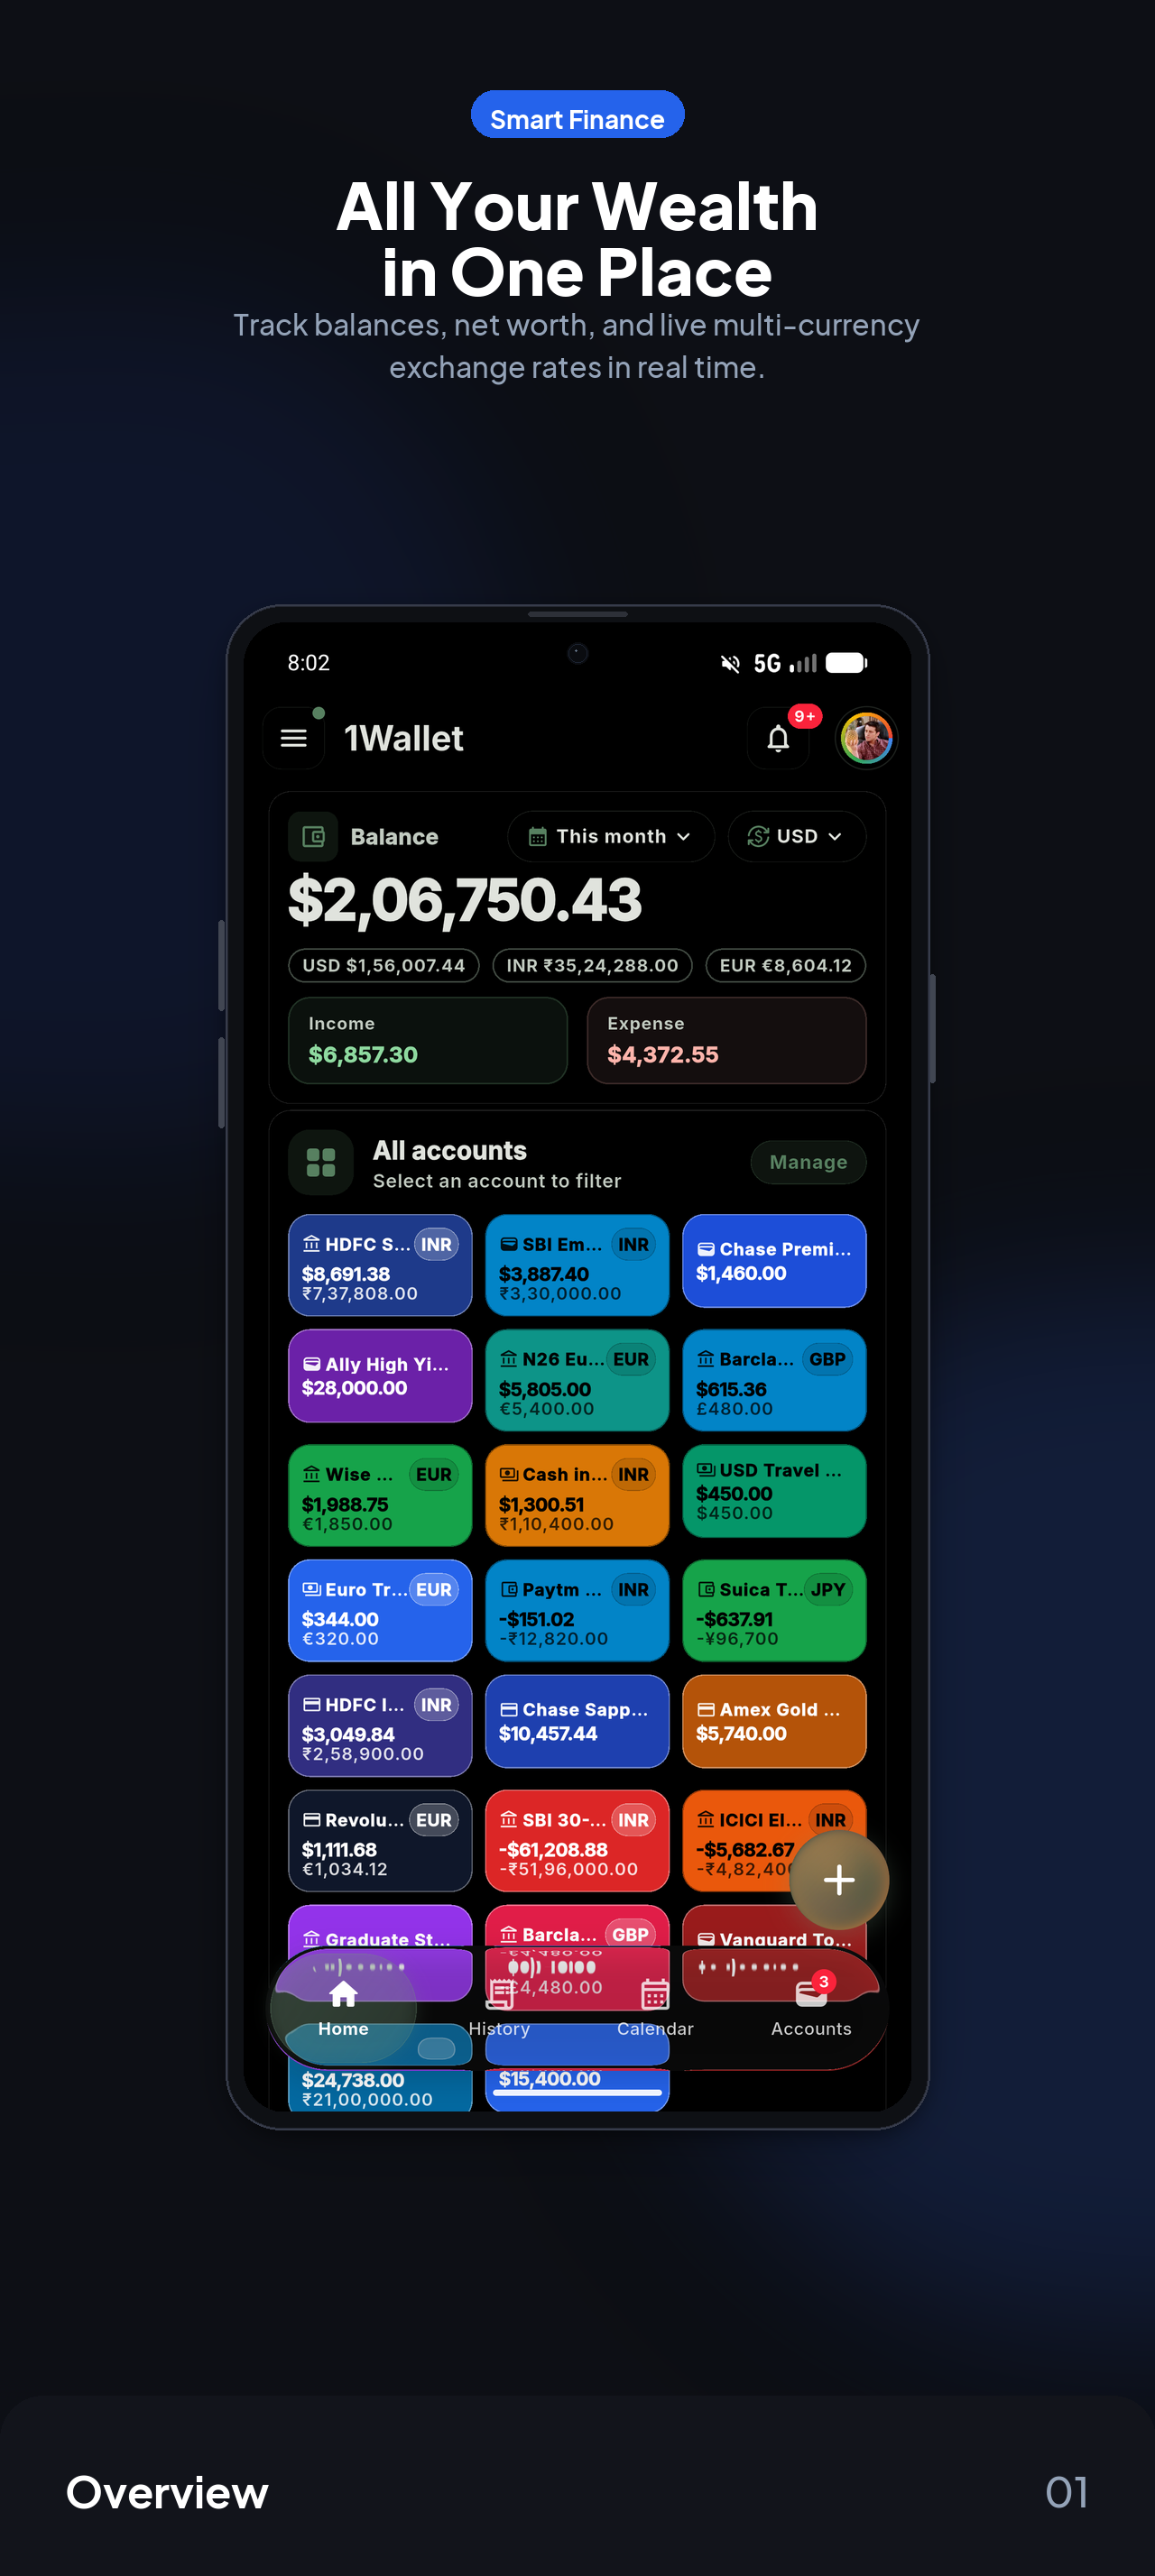 Smart Finance
All Your Wealth
in One Place
Track balances, net worth, and live multi-currency
exchange rates in real time.
8:02
5G
1Wallet
9+
Balance
This month
USD
$2,06,750.43
USD $1,56,007.44
INR ₹35,24,288.00
EUR €8,604.12
Income
$6,857.30
Expense
$4,372.55
All accounts
Select an account to filter
Manage
HDFC S... INR
$8,691.38
₹7,37,808.00
SBI Em... INR
$3,887.40
₹3,30,000.00
Chase Premi...
$1,460.00
Ally High Yi...
$28,000.00
N26 Eu... EUR
$5,805.00
€5,400.00
Barcla... GBP
$615.36
£480.00
Wise ... EUR
$1,988.75
€1,850.00
Cash in... INR
$1,300.51
₹1,10,400.00
USD Travel ...
$450.00
$450.00
Euro Tr... EUR
$344.00
€320.00
Paytm ... INR
-$151.02
-₹12,820.00
Suica T... JPY
-$637.91
-¥96,700
HDFC I... INR
$3,049.84
₹2,58,900.00
Chase Sapp...
$10,457.44
Amex Gold ...
$5,740.00
Revolu... EUR
$1,111.68
€1,034.12
SBI 30-... INR
-$61,208.88
-₹51,96,000.00
ICICI El... INR
-$5,682.67
-₹4,82,400
Graduate St...
Barcla... GBP
£4,480.00
Vanguard To...
Home
History
Calendar
3
Accounts
$24,738.00
₹21,00,000.00
$15,400.00
Overview
01